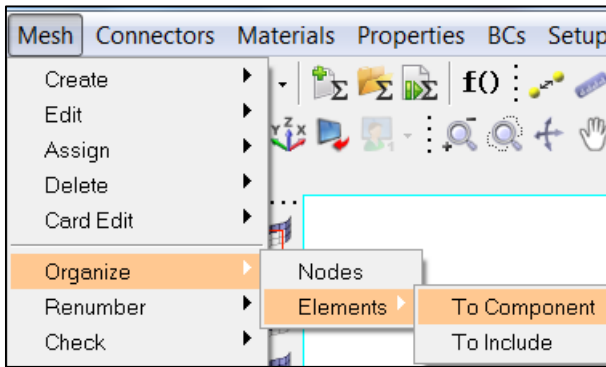 Mesh Connectors Materials Properties BCs Setup
Create
Edit
Assign
Delete
Card Edit
Organize
Renumber
Check
Nodes
Elements
To Component
To Include
Σ Σ Σ f()
Y Z X